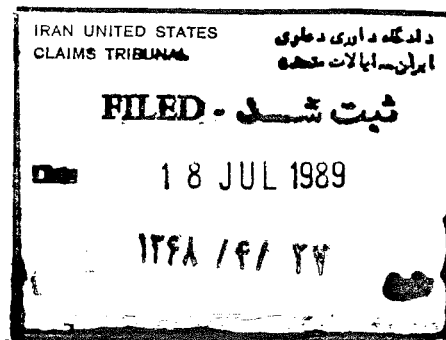 IRAN UNITED STATES
CLAIMS TRIBUNAL
دادگاه داوری دعاوی
ایران - ایالات متحده
FILED - ثبت شد
18 JUL 1989
۱۳۶۸ /۴/ ۲۷